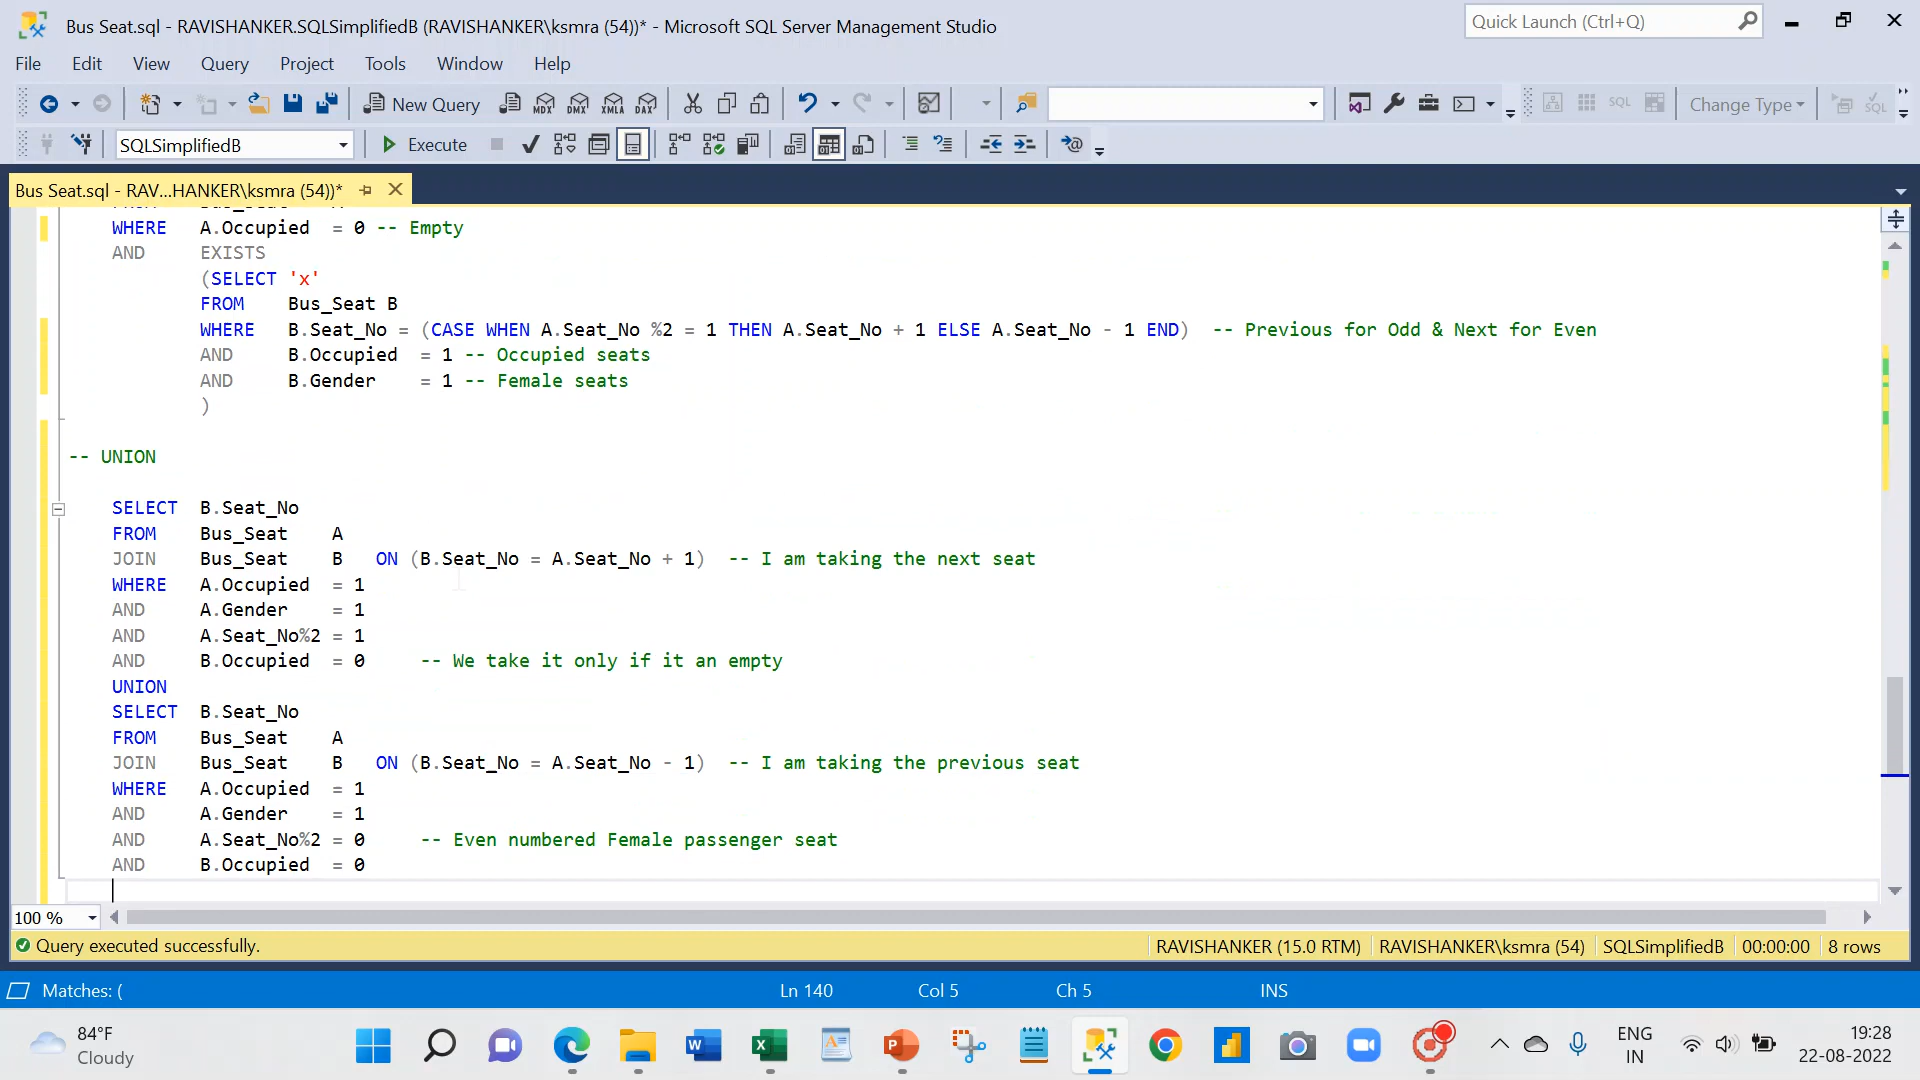 Bus Seat.sql - RAVISHANKER.SQLSimplifiedB (RAVISHANKER\ksmra (54))* - Microsoft SQL Server Management Studio
Quick Launch (Ctrl+Q)
File Edit View Query Project Tools Window Help
New Query MDX DMX XMLA DAX SQL Change Type SQL
SQLSimplifiedB Execute
Bus Seat.sql - RAV...HANKER\ksmra (54))*
WHERE A.Occupied = 0 -- Empty
AND EXISTS
(SELECT 'x'
FROM Bus_Seat B
WHERE B.Seat_No = (CASE WHEN A.Seat_No %2 = 1 THEN A.Seat_No + 1 ELSE A.Seat_No - 1 END) -- Previous for Odd & Next for Even
AND B.Occupied = 1 -- Occupied seats
AND B.Gender = 1 -- Female seats
)
-- UNION
SELECT B.Seat_No
FROM Bus_Seat A
JOIN Bus_Seat B ON (B.Seat_No = A.Seat_No + 1) -- I am taking the next seat
WHERE A.Occupied = 1
AND A.Gender = 1
AND A.Seat_No%2 = 1
AND B.Occupied = 0 -- We take it only if it an empty
UNION
SELECT B.Seat_No
FROM Bus_Seat A
JOIN Bus_Seat B ON (B.Seat_No = A.Seat_No - 1) -- I am taking the previous seat
WHERE A.Occupied = 1
AND A.Gender = 1
AND A.Seat_No%2 = 0 -- Even numbered Female passenger seat
AND B.Occupied = 0
100 %
Query executed successfully. RAVISHANKER (15.0 RTM) RAVISHANKER\ksmra (54) SQLSimplifiedB 00:00:00 8 rows
Matches: ( Ln 140 Col 5 Ch 5 INS
84°F
Cloudy
ENG
IN
19:28
22-08-2022